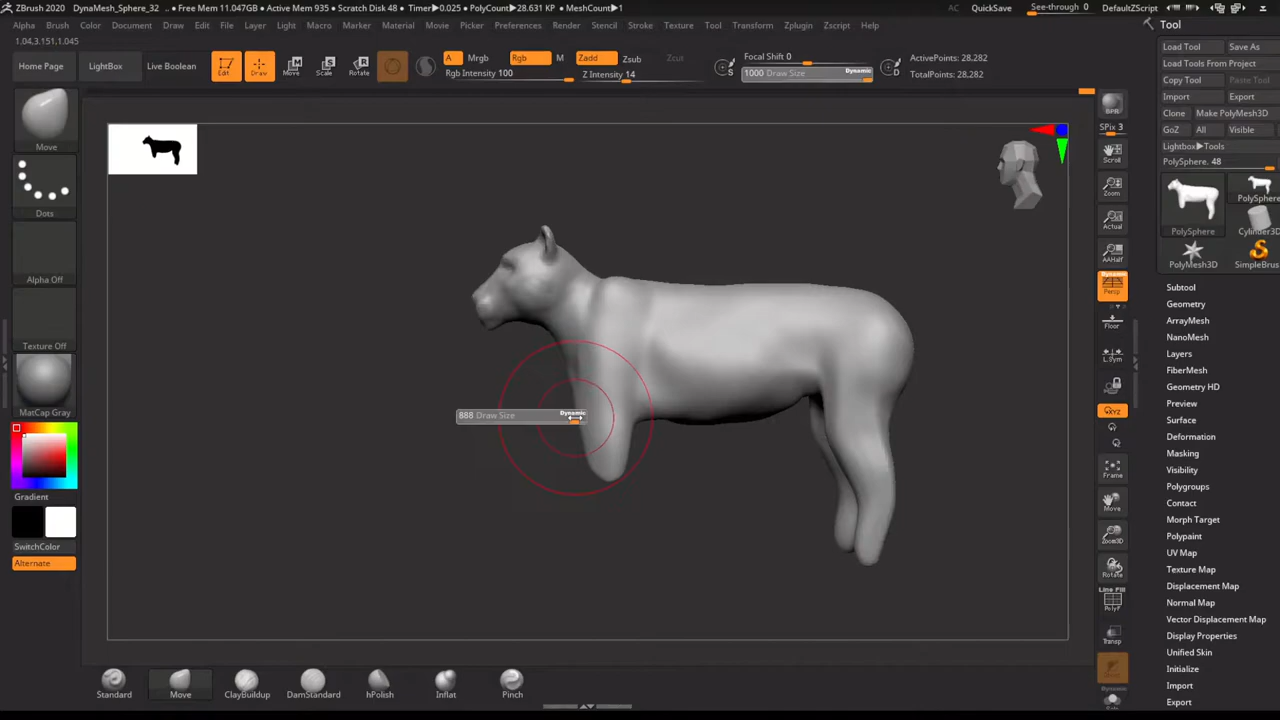 ZBrush 2020 DynaMesh_Sphere_32 • Free Mem 11.047GB • Active Mem 935 • Scratch Disk 48 • Timer▶0.025 • PolyCount▶28.631 KP • MeshCount▶1
AC QuickSave See-through 0 Menus DefaultZScript
Alpha Brush Color Document Draw Edit File Layer Light Macro Marker Material Movie Picker Preferences Render Stencil Stroke Texture Tool Transform Zplugin Zscript Help
1.04,3.151,1.045
Home Page LightBox Live Boolean Edit Draw Move Scale Rotate
A Mrgb Rgb M Zadd Zsub Zcut
Rgb Intensity 100 Z Intensity 14
Focal Shift 0
1000 Draw Size Dynamic
S D
ActivePoints: 28,282
TotalPoints: 28,282
Move
Dots
Alpha Off
Texture Off
MatCap Gray
Gradient
SwitchColor
Alternate
888 Draw Size Dynamic
Standard Move ClayBuildup DamStandard hPolish Inflat Pinch
BPR
SPix 3
Scroll
Zoom
Actual
AAHalf
Dynamic
Persp
Floor
L.Sym
XYZ
Frame
Move
Zoom3D
Rotate
Line Fill
PolyF
Transp
Dynamic
Tool
Load Tool Save As
Load Tools From Project
Copy Tool Paste Tool
Import Export
Clone Make PolyMesh3D
GoZ All Visible
Lightbox▶Tools
PolySphere. 48
PolySphere
PolySphere Cylinder3D
PolyMesh3D SimpleBrus
Subtool
Geometry
ArrayMesh
NanoMesh
Layers
FiberMesh
Geometry HD
Preview
Surface
Deformation
Masking
Visibility
Polygroups
Contact
Morph Target
Polypaint
UV Map
Texture Map
Displacement Map
Normal Map
Vector Displacement Map
Display Properties
Unified Skin
Initialize
Import
Export